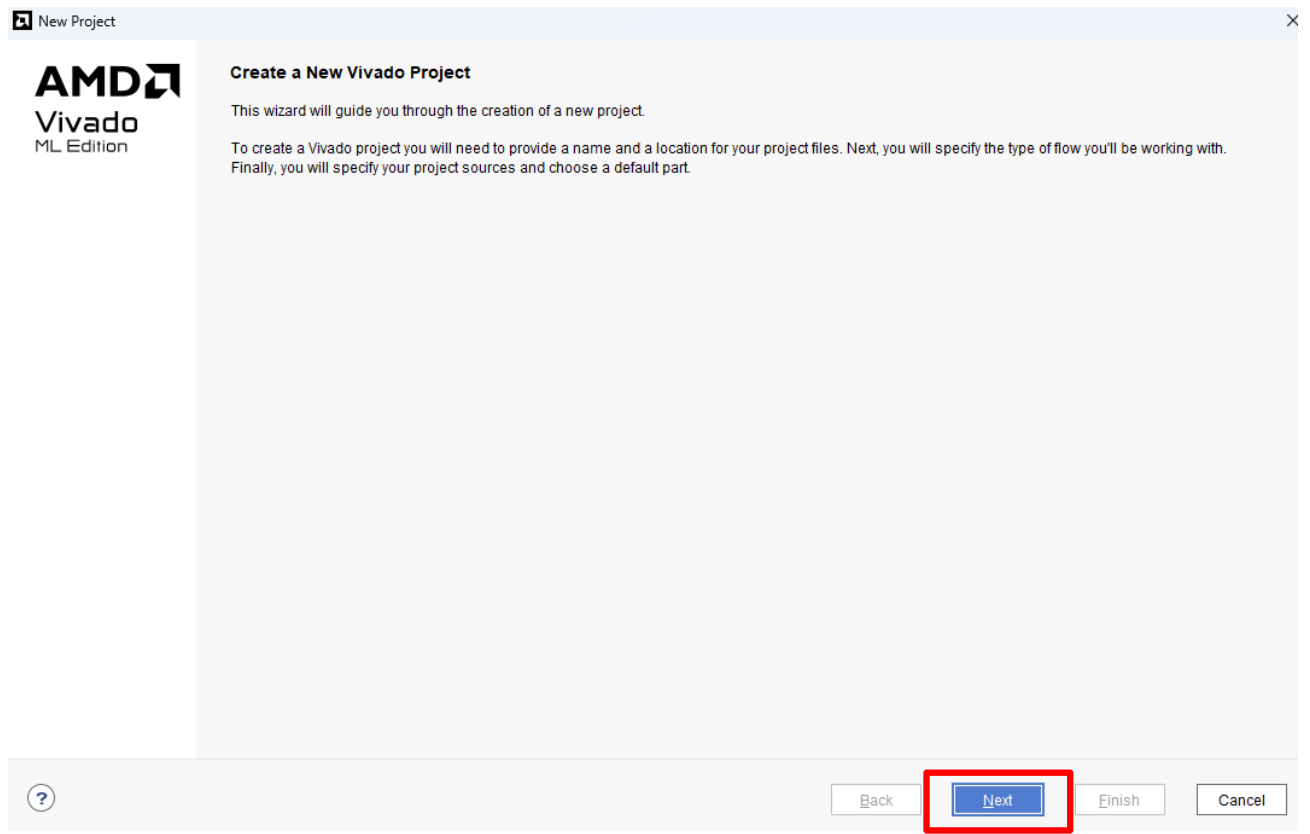 New Project
AMD
Vivado
ML Edition
Create a New Vivado Project
This wizard will guide you through the creation of a new project.
To create a Vivado project you will need to provide a name and a location for your project files. Next, you will specify the type of flow you'll be working with.
Finally, you will specify your project sources and choose a default part.
?
Back
Next
Finish
Cancel